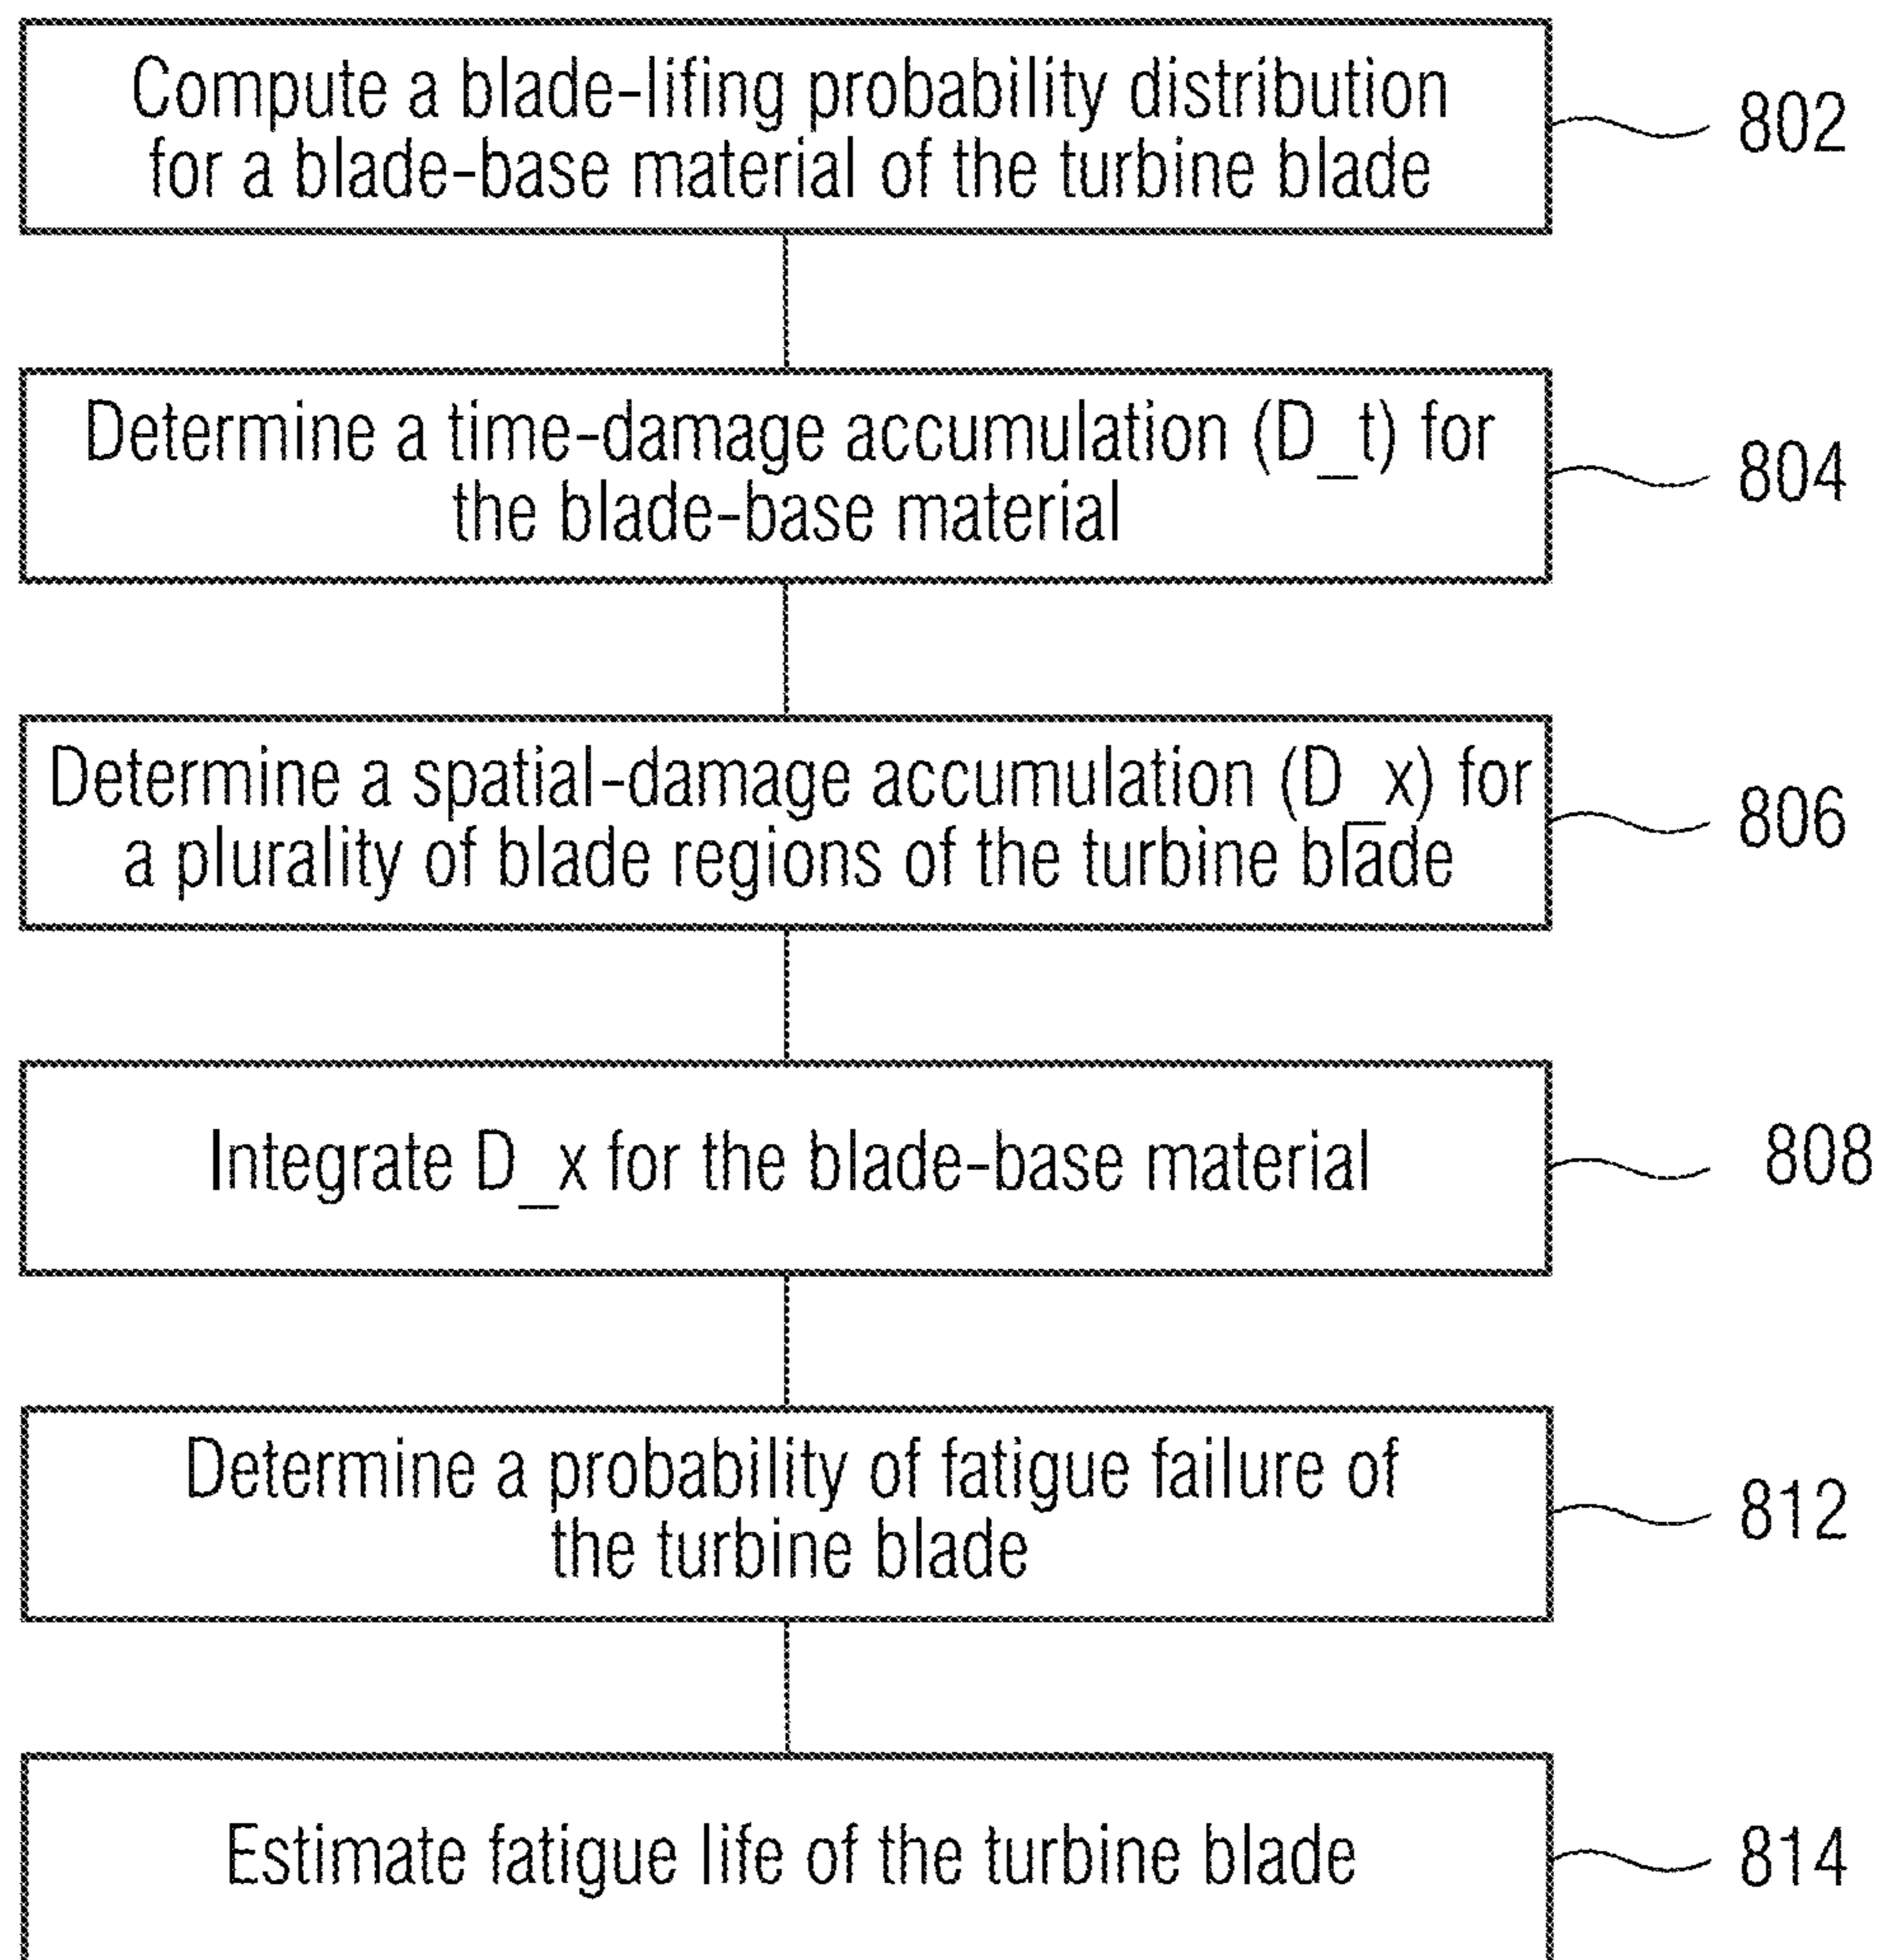 Compute a blade-lifing probability distribution
for a blade-base material of the turbine blade
802
Determine a time-damage accumulation (D_t) for
the blade-base material
804
Determine a spatial-damage accumulation (D_x) for
a plurality of blade regions of the turbine blade
806
Integrate D_x for the blade-base material
808
Determine a probability of fatigue failure of
the turbine blade
812
Estimate fatigue life of the turbine blade
814